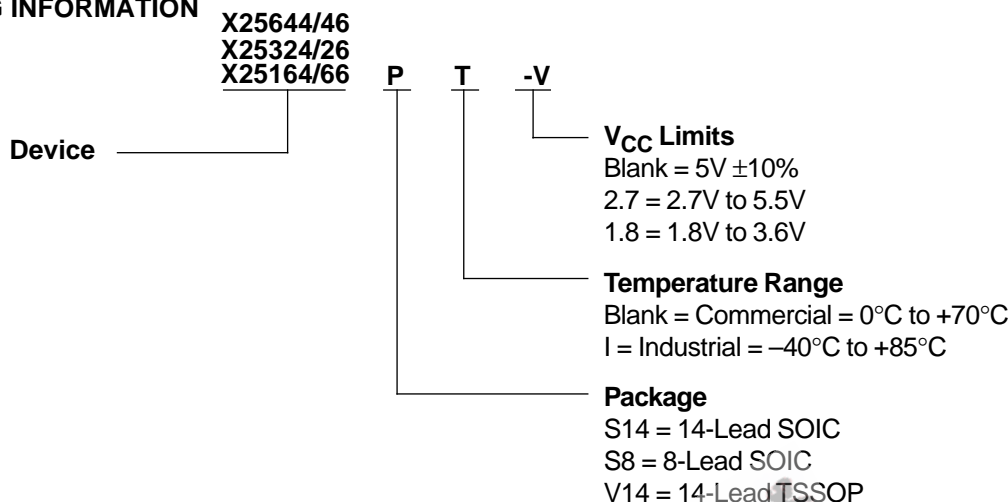 INFORMATION
X25644/46
X25324/26
X25164/66 P T -V
Device
VCC Limits
Blank = 5V ±10%
2.7 = 2.7V to 5.5V
1.8 = 1.8V to 3.6V
Temperature Range
Blank = Commercial = 0°C to +70°C
I = Industrial = –40°C to +85°C
Package
S14 = 14-Lead SOIC
S8 = 8-Lead SOIC
V14 = 14-Lead TSSOP